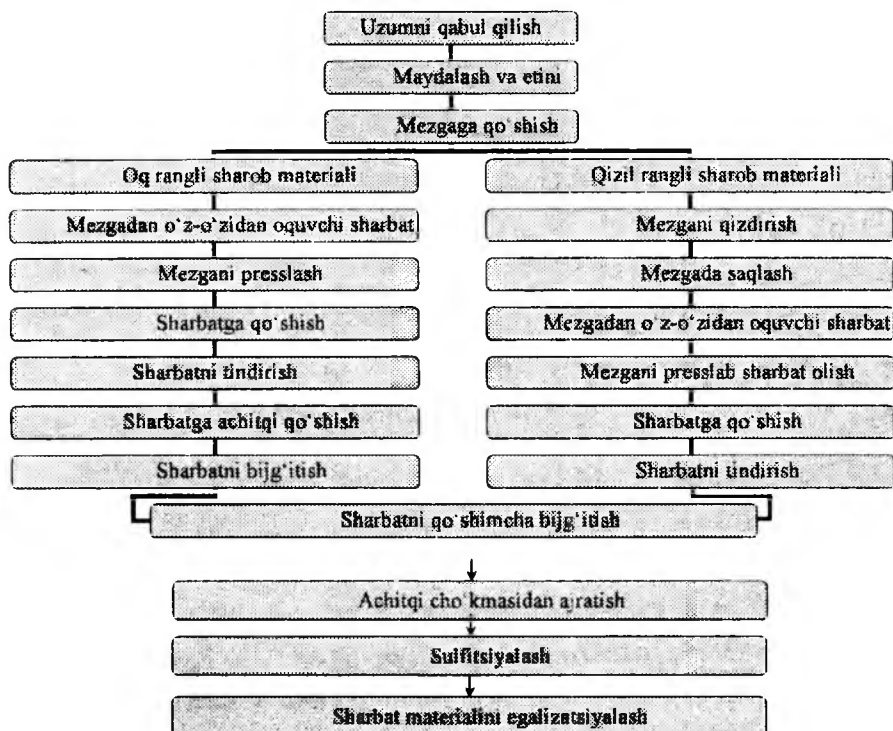 Uzumni qabul qilish
Maydalash va etini
Mezgaga qo‘shish
Oq rangli sharob materiali
Mezgadan o‘z-o‘zidan oquvchi sharbat
Mezgani presslash
Sharbatga qo‘shish
Sharbatni tindirish
Sharbatga achitqi qo‘shish
Sharbatni bijg‘itish
Qizil rangli sharob materiali
Mezgani qizdirish
Mezgada saqlash
Mezgadan o‘z-o‘zidan oquvchi sharbat
Mezgani presslab sharbat olish
Sharbatga qo‘shish
Sharbatni tindirish
Sharbatni qo‘shimcha bijg‘itish
Achitqi cho‘kmasidan ajratish
Sulfitsiyalash
Sharbat materialini egalizatsiyalash